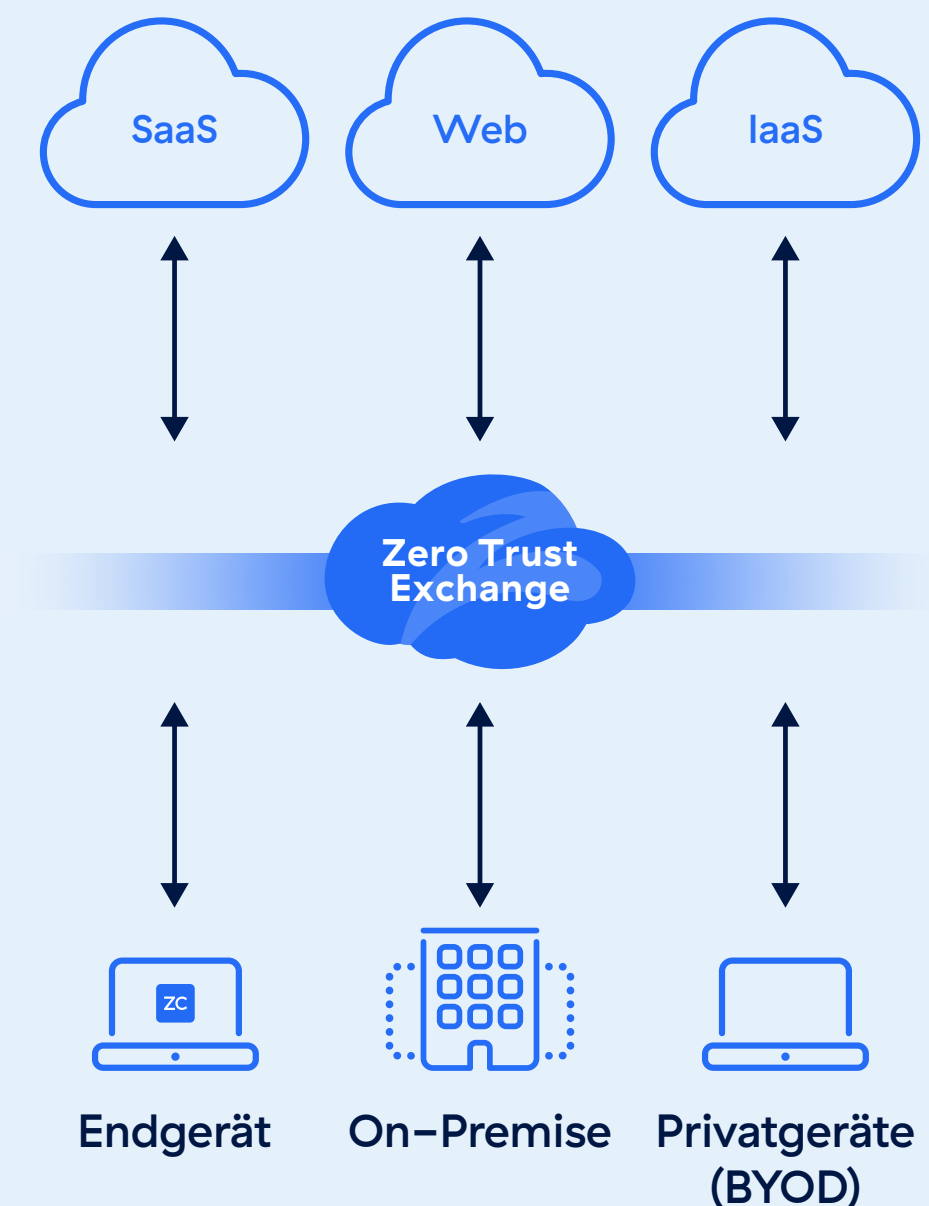 SaaS
Web
IaaS
Zero Trust
Exchange
ZC
Endgerät
On-Premise
Privatgeräte
(BYOD)